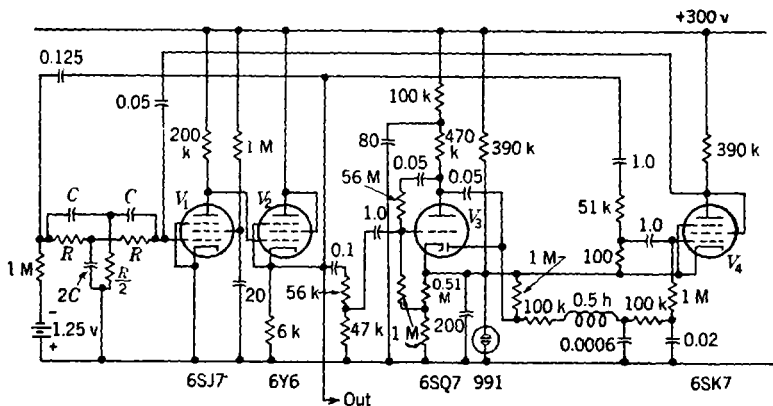 +300 v
0.125
0.05
200 k
1 M
100 k
80
470 k
390 k
390 k
0.05
0.05
56 M
1.0
51 k
1.0
C
C
V1
V2
V3
V4
1.0
100
R
R
1 M
2C
R/2
20
0.1
56 k
0.51 M
1 M
1 M
0.5 h
100 k
100 k
1.25 v
-
+
6 k
47 k
1 M
200
0.0006
0.02
6SJ7
6Y6
6SQ7
991
6SK7
Out